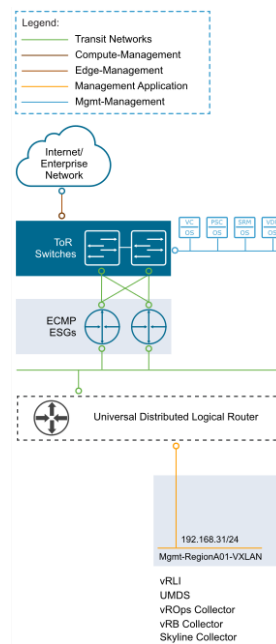 Legend:
Transit Networks
Compute-Management
Edge-Management
Management Application
Mgmt-Management
Internet/
Enterprise
Network
ToR
Switches
VC
OS
PSC
OS
SRM
OS
OS
ECMP
ESGs
Universal Distributed Logical Router
192.168.31/24
Mgmt-RegionA01-VXLAN
vRLI
UMDS
vROps Collector
vRB Collector
Skyline Collector